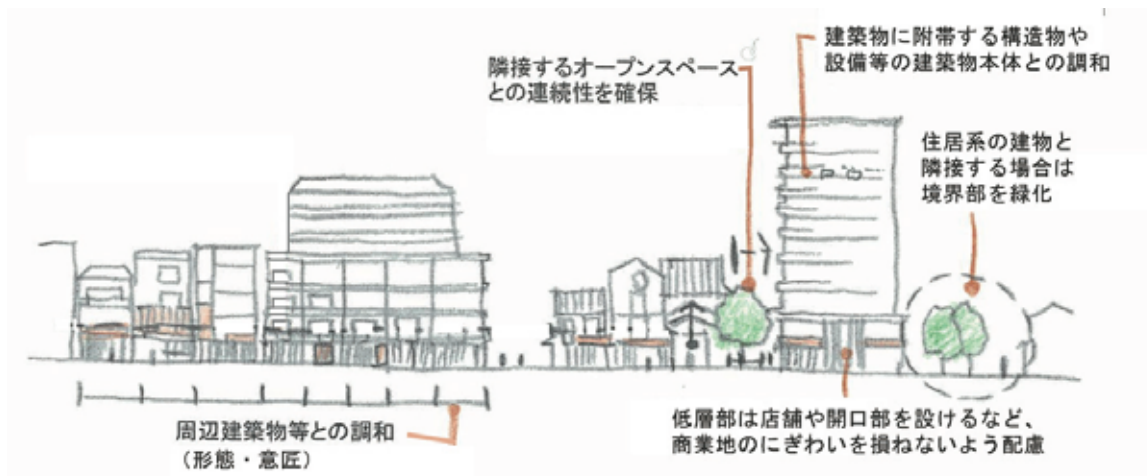 建築物に附帯する構造物や
設備等の建築物本体との調和
隣接するオープンスペース
との連続性を確保
住居系の建物と
隣接する場合は
境界部を緑化
周辺建築物等との調和
（形態・意匠）
低層部は店舗や開口部を設けるなど、
商業地のにぎわいを損ねないよう配慮